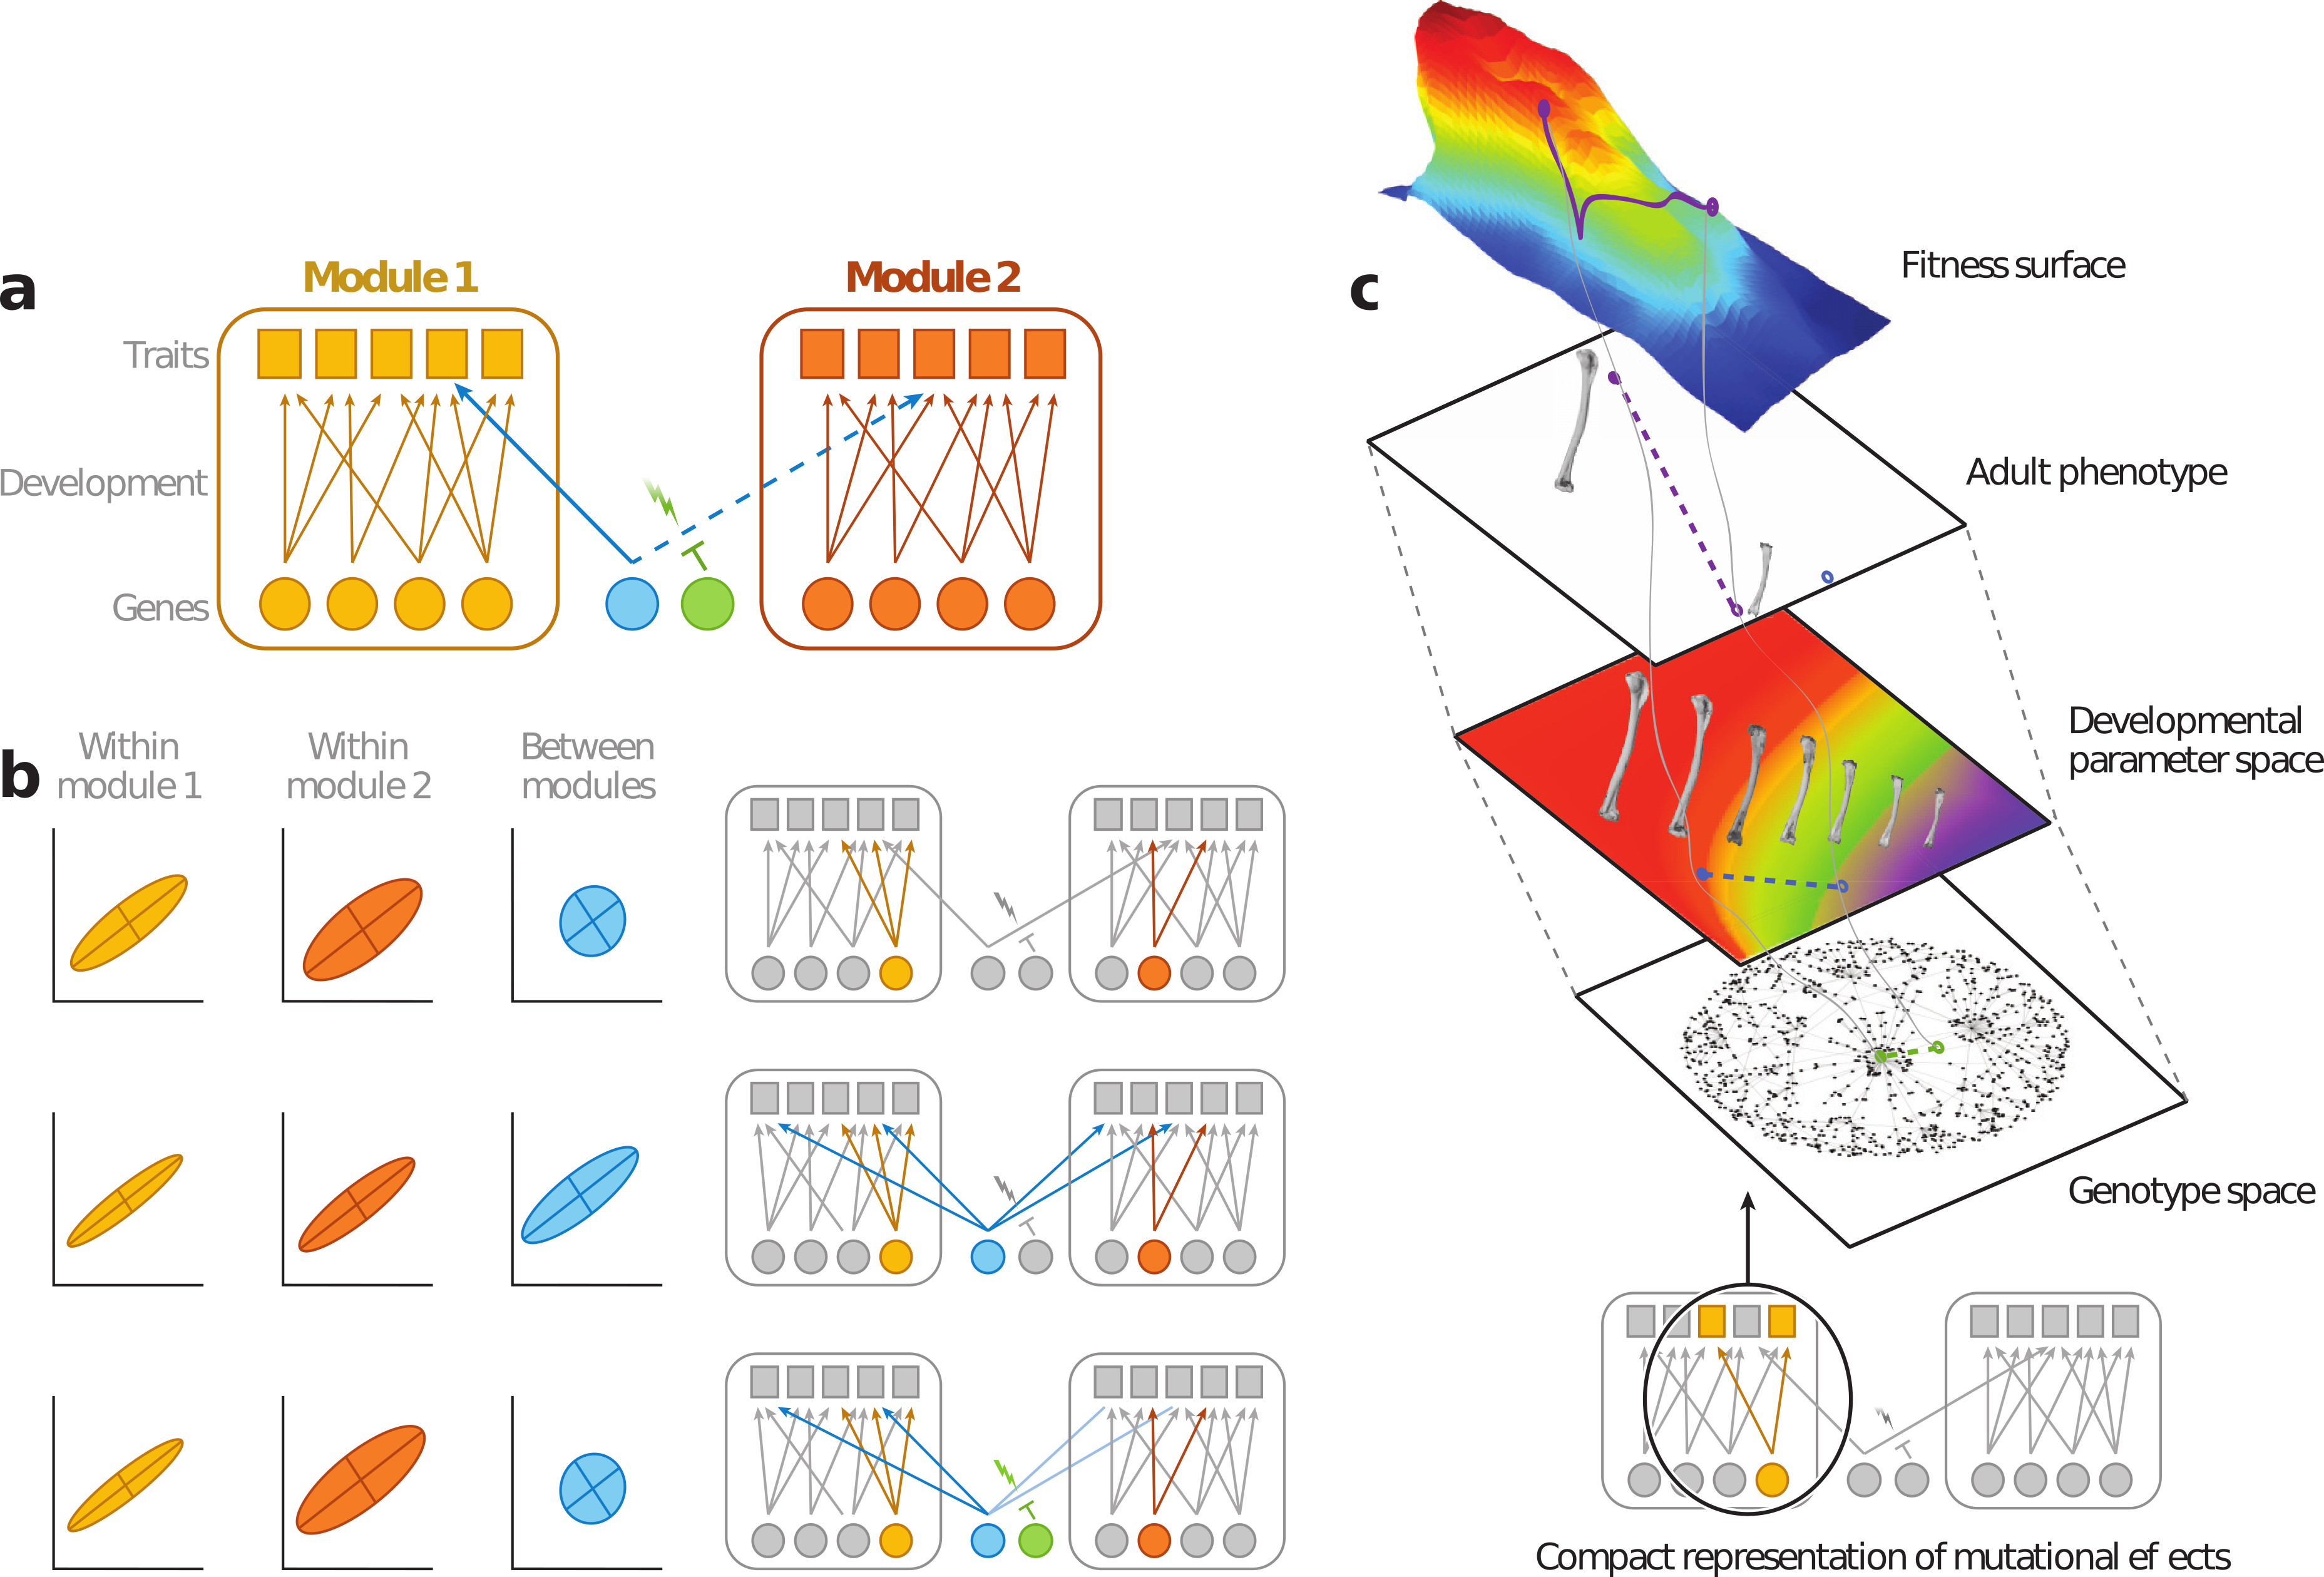 a
Module 1
Module 2
Traits
Development
Genes
b
Within
module 1
Within
module 2
Between
modules
c
Fitness surface
Adult phenotype
Developmental
parameter space
Genotype space
Compact representation of mutational ef ects